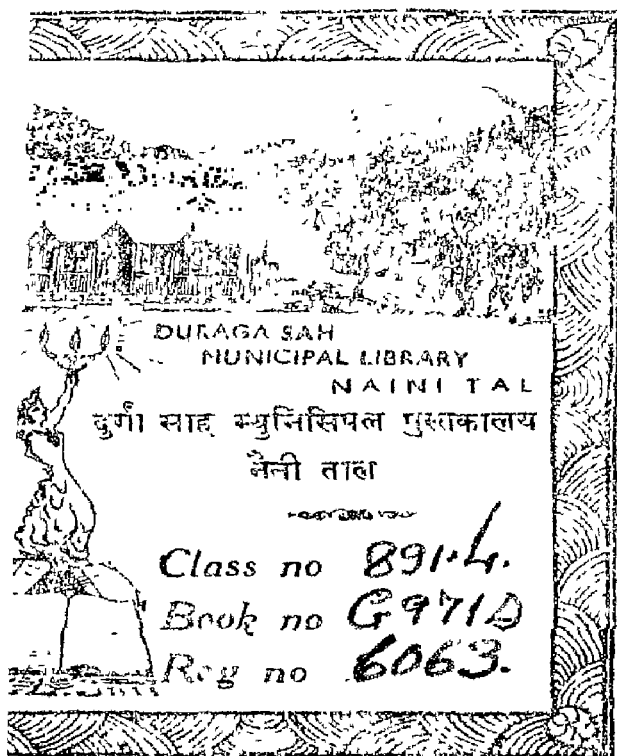 DURAGA SAH
MUNICIPAL LIBRARY
NAINI TAL
दुर्गा साह म्युनिसिपल पुस्तकालय
नैनी ताल
Class no 891.4.
Book no G971D
Reg no 6063.